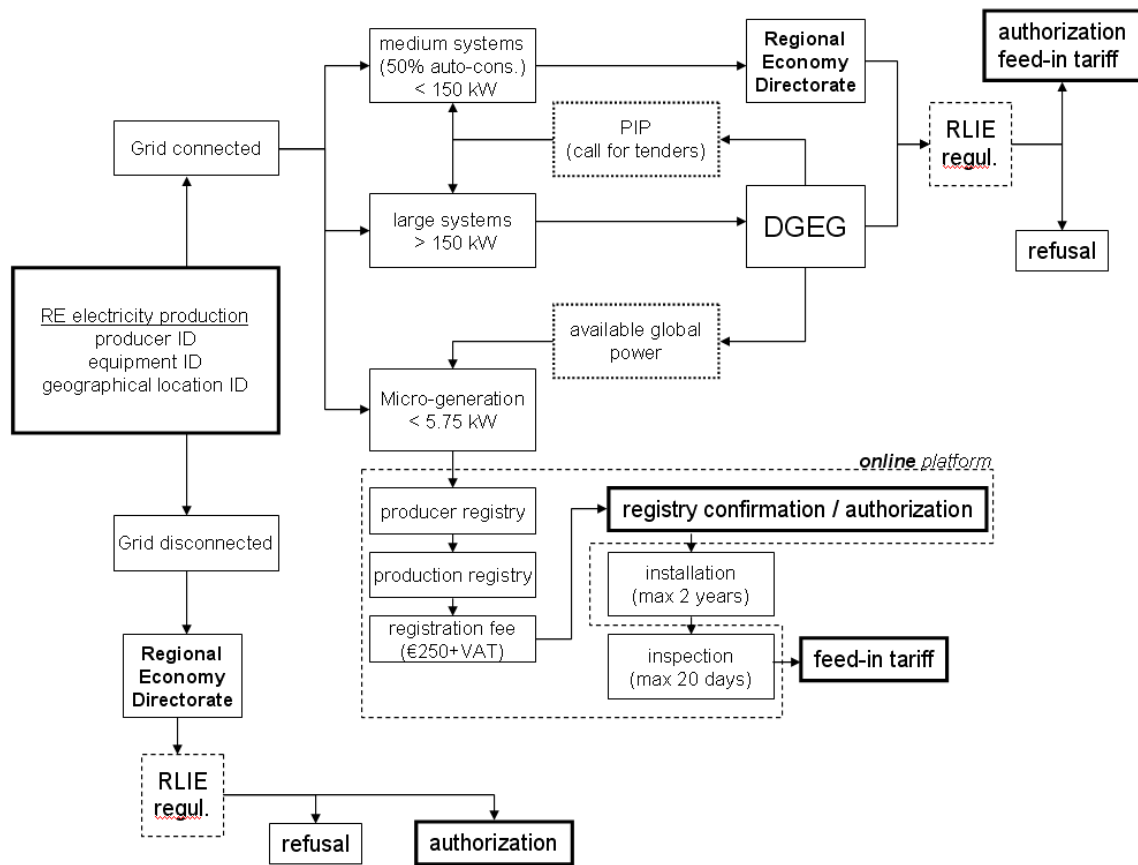 medium systems
(50% auto-cons.)
< 150 kW
Regional
Economy
Directorate
authorization
feed-in tariff
Grid connected
PIP
(call for tenders)
RLIE
regul.
large systems
> 150 kW
DGEG
refusal
RE electricity production
producer ID
equipment ID
geographical location ID
available global
power
Micro-generation
< 5.75 kW
online platform
producer registry
registry confirmation / authorization
Grid disconnected
production registry
installation
(max 2 years)
registration fee
(€250+VAT)
inspection
(max 20 days)
feed-in tariff
Regional
Economy
Directorate
RLIE
regul.
refusal
authorization